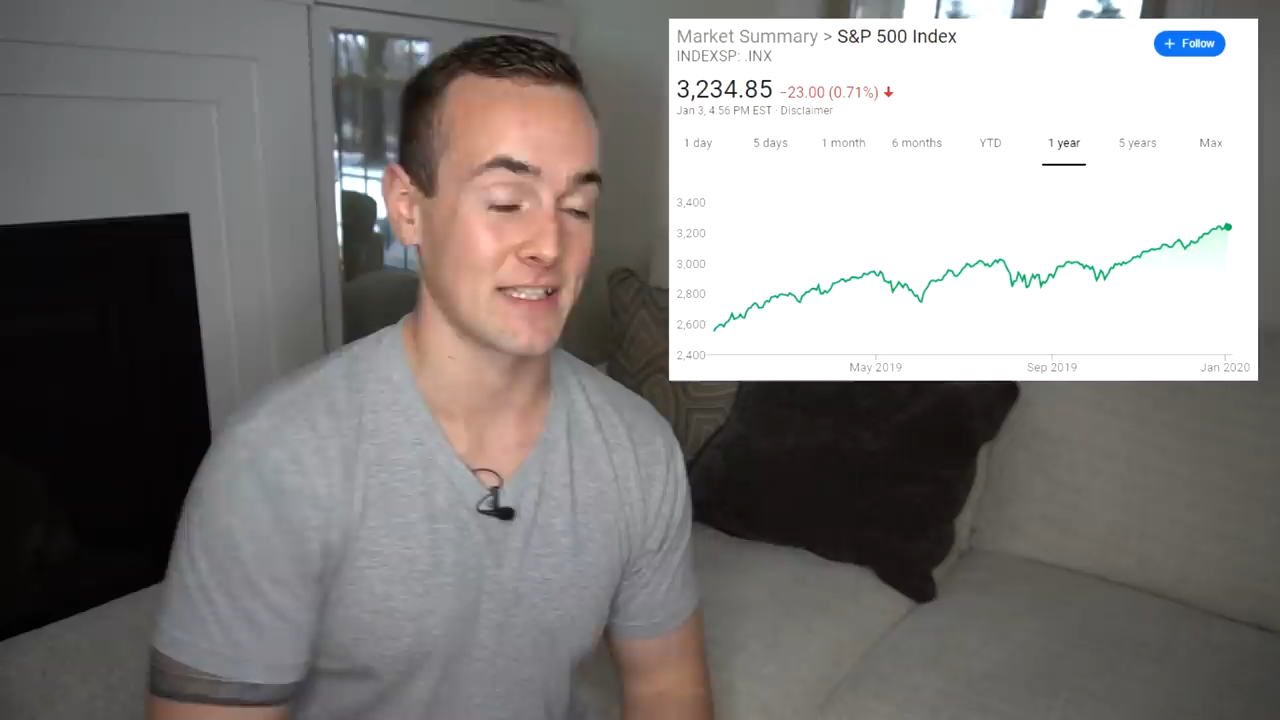 Market Summary > S&P 500 Index
INDEXSP: .INX
+ Follow
3,234.85 −23.00 (0.71%) ↓
Jan 3, 4:56 PM EST · Disclaimer
1 day 5 days 1 month 6 months YTD 1 year 5 years Max
3,400
3,200
3,000
2,800
2,600
2,400
May 2019 Sep 2019 Jan 2020